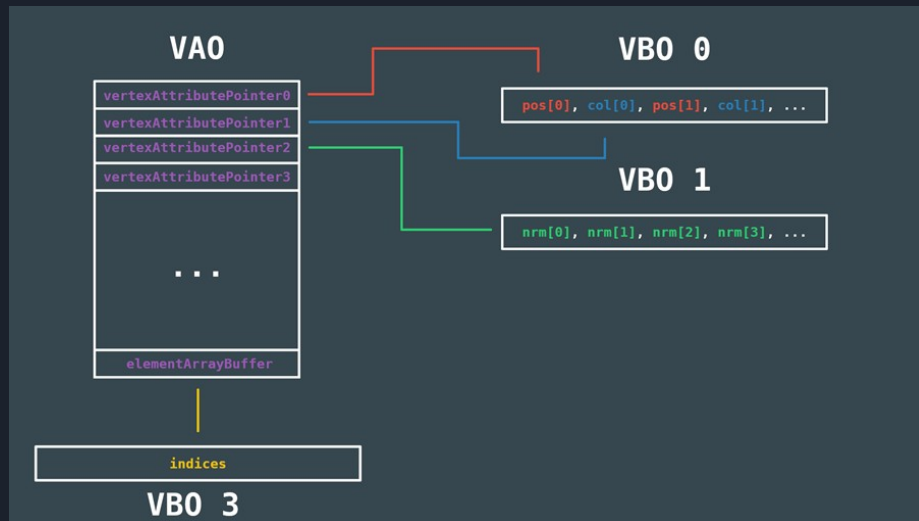 VAO
vertexAttributePointer0
vertexAttributePointer1
vertexAttributePointer2
vertexAttributePointer3
...
elementArrayBuffer
indices
VBO 3
VBO 0
pos[0], col[0], pos[1], col[1], ...
VBO 1
nrm[0], nrm[1], nrm[2], nrm[3], ...